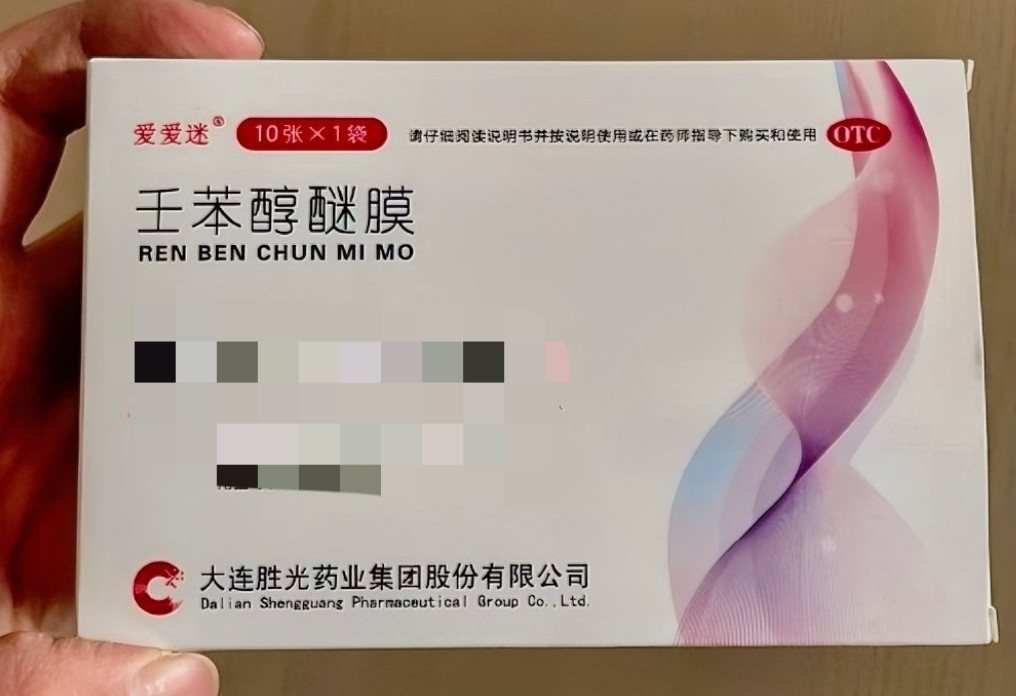 爱爱迷® 10张×1袋 请仔细阅读说明书并按说明使用或在药师指导下购买和使用 OTC
壬苯醇醚膜
REN BEN CHUN MI MO
大连胜光药业集团股份有限公司
Dalian Shengguang Pharmaceutical Group Co.,Ltd.